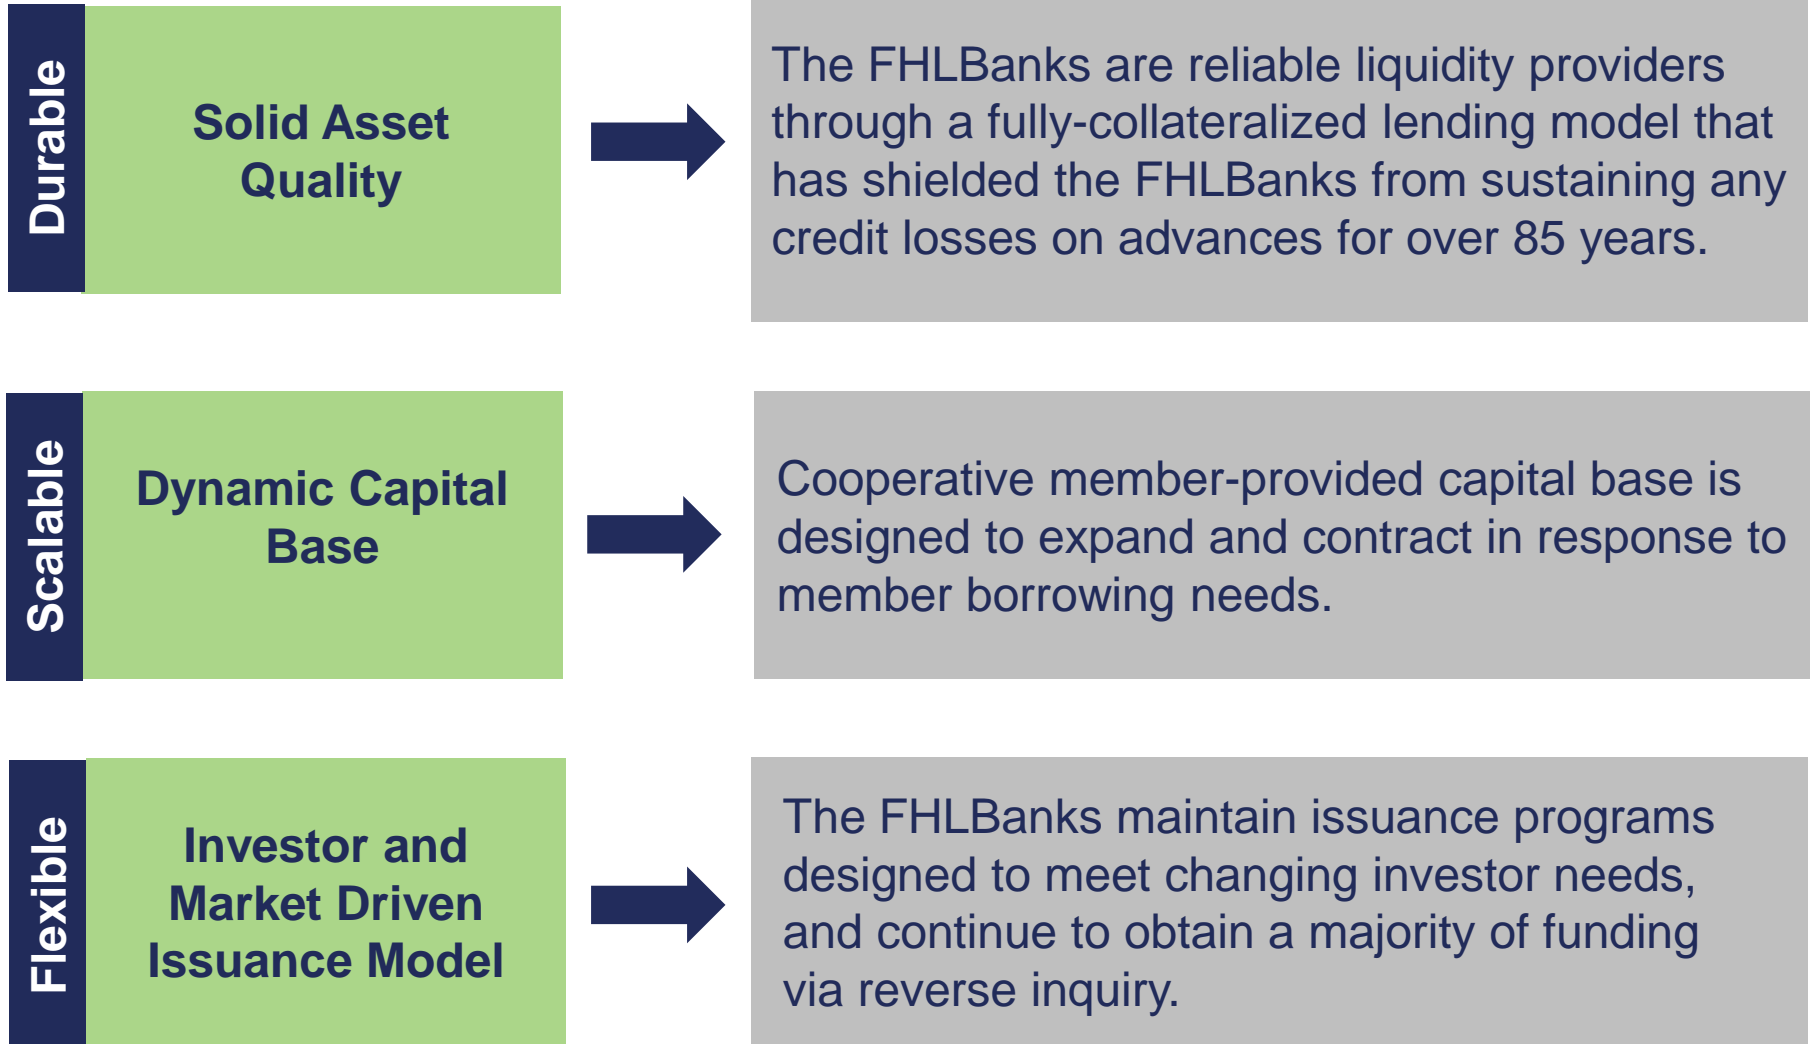 Durable
Solid Asset
Quality
The FHLBanks are reliable liquidity providers
through a fully-collateralized lending model that
has shielded the FHLBanks from sustaining any
credit losses on advances for over 85 years.
Scalable
Dynamic Capital
Base
Cooperative member-provided capital base is
designed to expand and contract in response to
member borrowing needs.
Flexible
Investor and
Market Driven
Issuance Model
The FHLBanks maintain issuance programs
designed to meet changing investor needs,
and continue to obtain a majority of funding
via reverse inquiry.